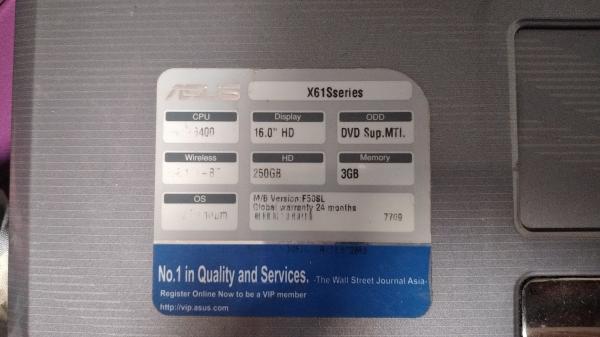 ASUS
X61Sseries
CPU
Display
ODD
16.0" HD
DVD Sup.MTI.
Wireless
HD
Memory
250GB
3GB
OS
M/B Version:F50SL
Global warranty 24 months
7709
No.1 in Quality and Services. -The Wall Street Journal Asia-
Register Online Now to be a VIP member
http://vip.asus.com